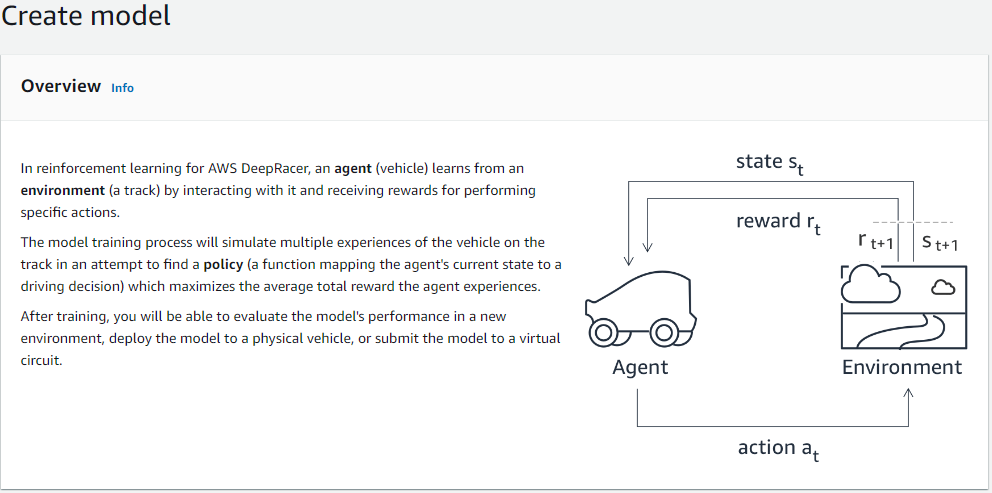 Create model
Overview Info
In reinforcement learning for AWS DeepRacer, an agent (vehicle) learns from an
environment (a track) by interacting with it and receiving rewards for performing
specific actions.
The model training process will simulate multiple experiences of the vehicle on the
track in an attempt to find a policy (a function mapping the agent's current state to a
driving decision) which maximizes the average total reward the agent experiences.
After training, you will be able to evaluate the model's performance in a new
environment, deploy the model to a physical vehicle, or submit the model to a virtual
circuit.
state st
reward rt
r t+1
s t+1
Agent
Environment
action at